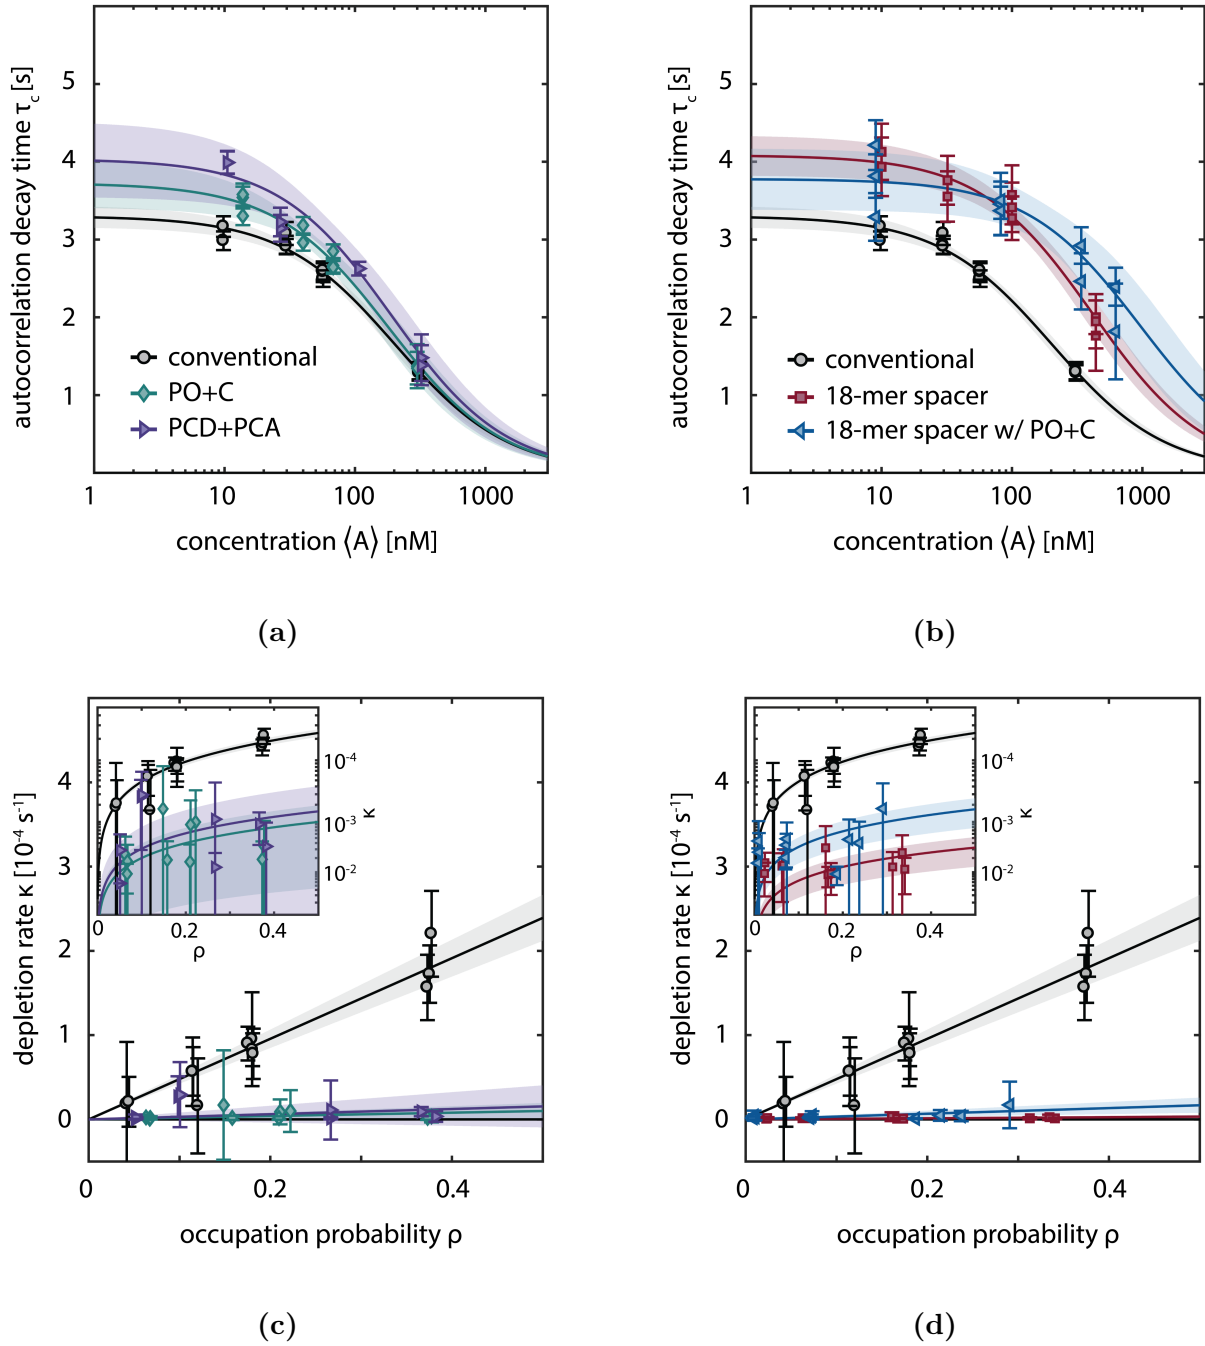 autocorrelation decay time τc [s]
5
4
3
2
1
conventional
PO+C
PCD+PCA
1 10 100 1000
concentration ⟨A⟩ [nM]
(a)
autocorrelation decay time τc [s]
5
4
3
2
1
conventional
18-mer spacer
18-mer spacer w/ PO+C
1 10 100 1000
concentration ⟨A⟩ [nM]
(b)
depletion rate κ [10-4 s-1]
4
3
2
1
0
10-4
10-3
10-2
κ
0 0.2 0.4
ρ
0 0.2 0.4
occupation probability ρ
(c)
depletion rate κ [10-4 s-1]
4
3
2
1
0
10-4
10-3
10-2
κ
0 0.2 0.4
ρ
0 0.2 0.4
occupation probability ρ
(d)